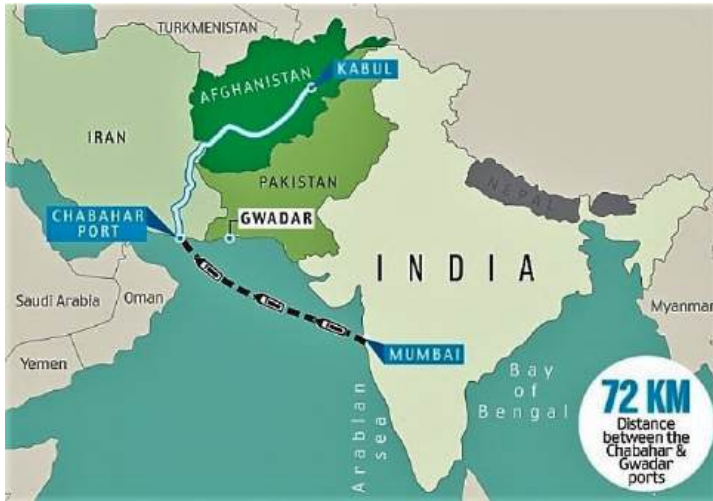 TURKMENISTAN
KABUL
AFGHANISTAN
IRAN
PAKISTAN
NEPAL
CHABAHAR
PORT
GWADAR
INDIA
Saudi Arabia
Oman
Myanmar
Yemen
MUMBAI
Arabian
sea
Bay
of
Bengal
72 KM
Distance
between the
Chabahar &
Gwadar
ports